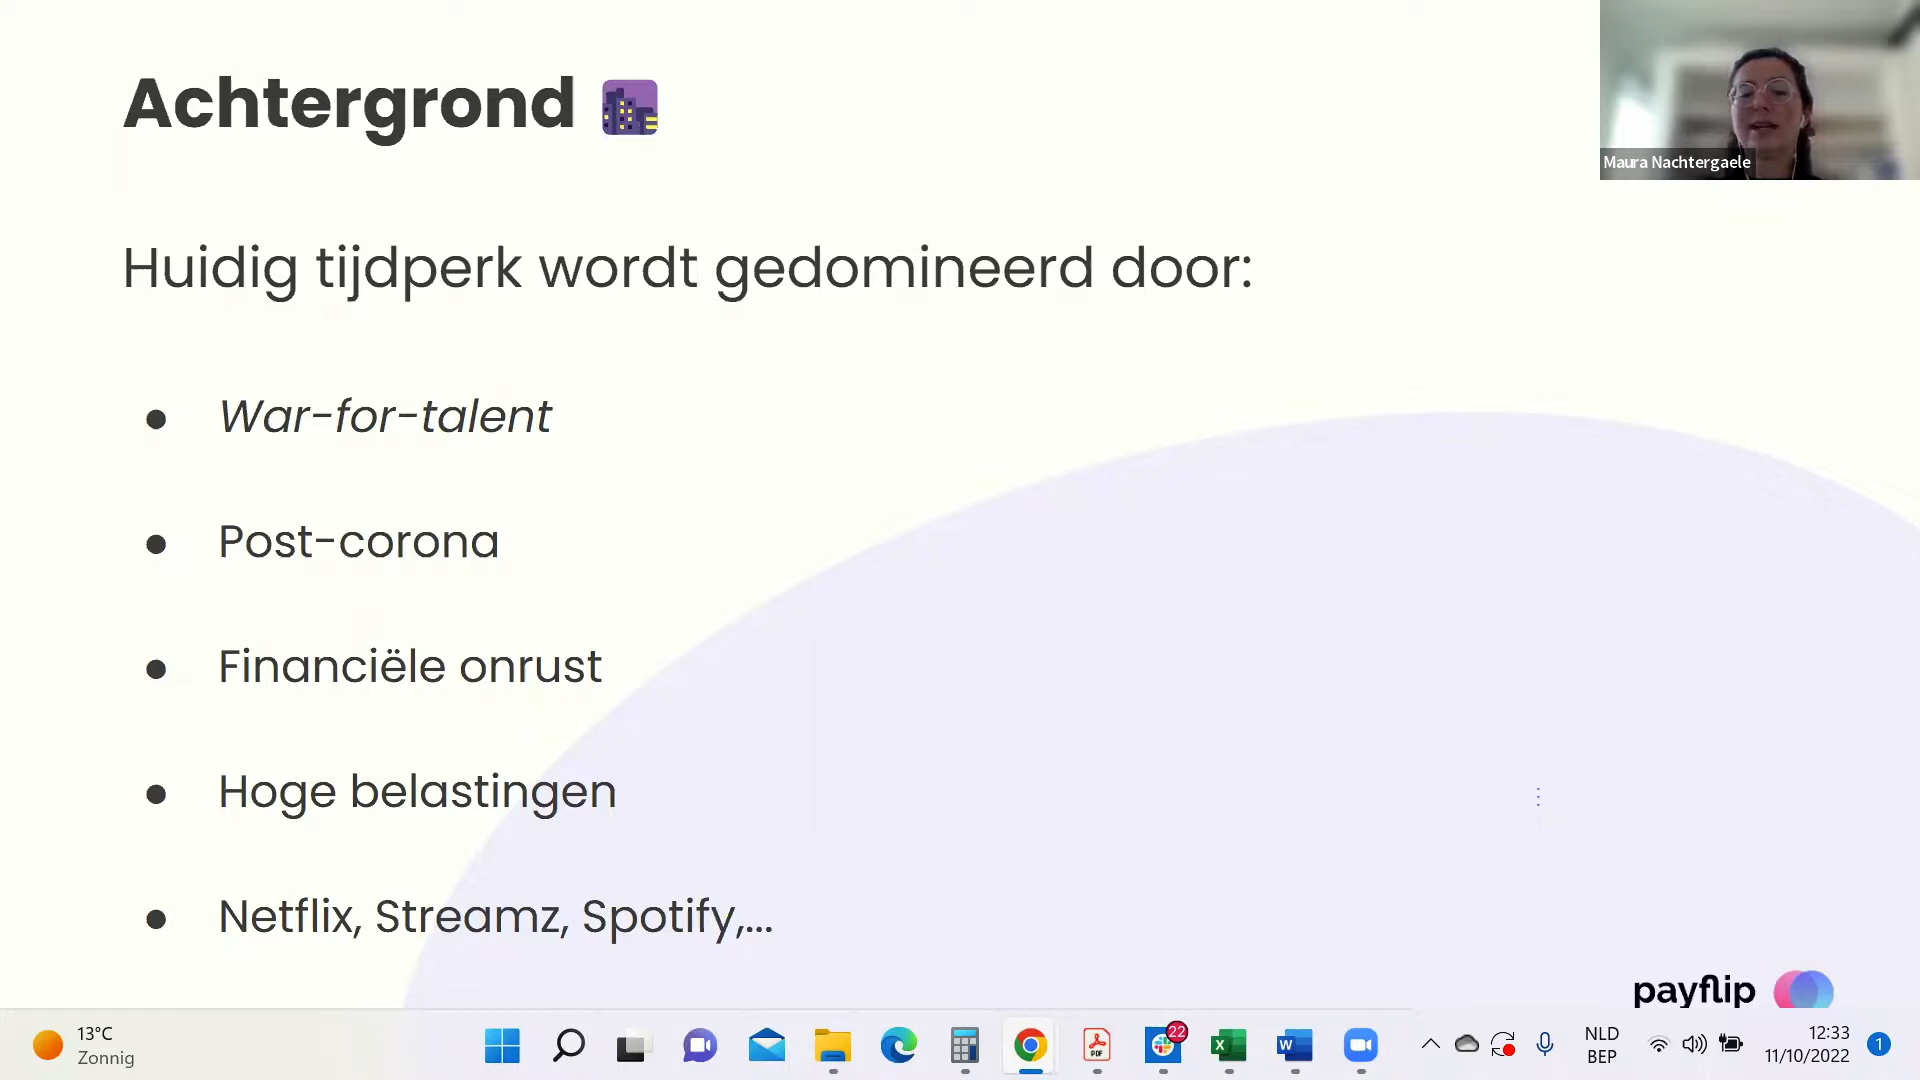 Achtergrond
Maura Nachtergaele
Huidig tijdperk wordt gedomineerd door:
● War-for-talent
● Post-corona
● Financiële onrust
● Hoge belastingen
● Netflix, Streamz, Spotify,...
payflip
13°C
Zonnig
PDF
22
X
W
NLD
BEP
12:33
11/10/2022
1